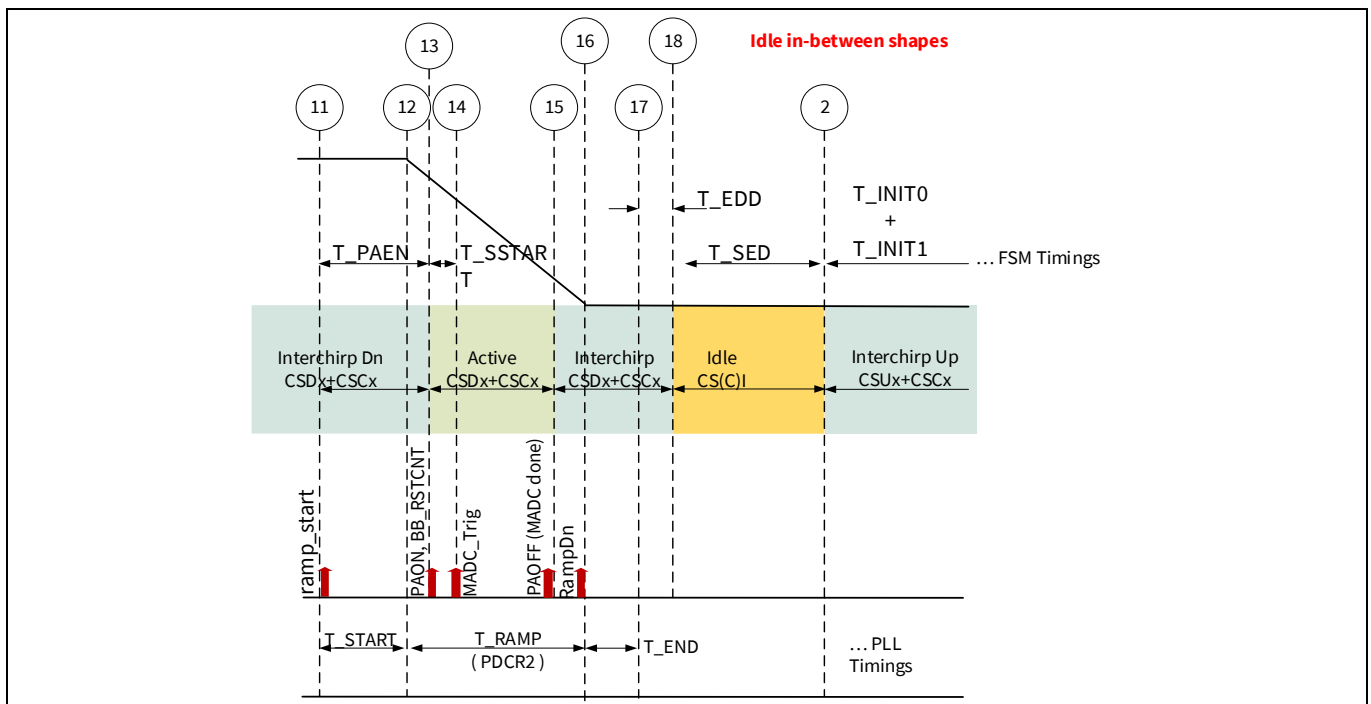 Idle in-between shapes
13
16
18
11
12
14
15
17
2
T_EDD
T_INIT0
+
T_INIT1
T_PAEN
T_SSTAR
T
T_SED
... FSM Timings
Interchirp Dn
CSDx+CSCx
Active
CSDx+CSCx
Interchirp
CSDx+CSCx
Idle
CS(C)I
Interchirp Up
CSUx+CSCx
ramp_start
PAON, BB_RSTCNT
MADC_Trig
PAOFF (MADC done)
RampDn
T_START
T_RAMP
( PDCR2 )
T_END
... PLL
Timings